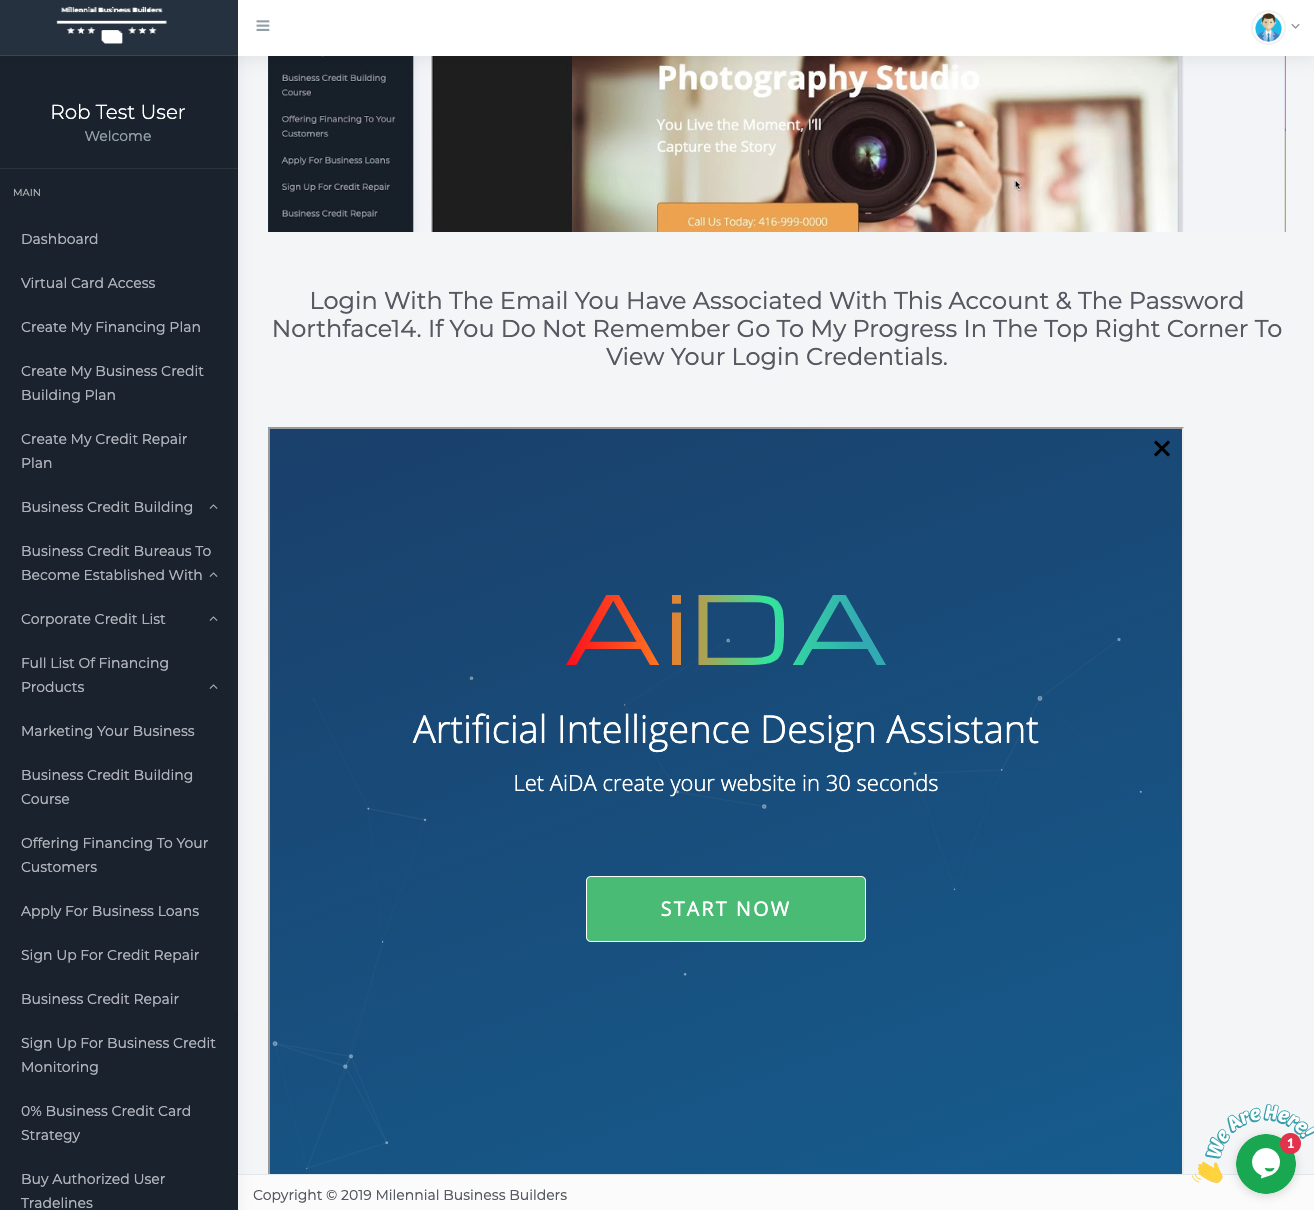 Millennial Business Builders
Rob Test User
Welcome
MAIN
Dashboard
Virtual Card Access
Create My Financing Plan
Create My Business Credit
Building Plan
Create My Credit Repair
Plan
Business Credit Building
Business Credit Bureaus To
Become Established With
Corporate Credit List
Full List Of Financing
Products
Marketing Your Business
Business Credit Building
Course
Offering Financing To Your
Customers
Apply For Business Loans
Sign Up For Credit Repair
Business Credit Repair
Sign Up For Business Credit
Monitoring
0% Business Credit Card
Strategy
Buy Authorized User
Tradelines
Business Credit Building
Course
Offering Financing To Your
Customers
Apply For Business Loans
Sign Up For Credit Repair
Business Credit Repair
Photography Studio
You Live the Moment, I'll
Capture the Story
Call Us Today: 416-999-0000
Login With The Email You Have Associated With This Account & The Password
Northface14. If You Do Not Remember Go To My Progress In The Top Right Corner To
View Your Login Credentials.
AiDA
Artificial Intelligence Design Assistant
Let AiDA create your website in 30 seconds
START NOW
We Are Here!
1
Copyright © 2019 Milennial Business Builders